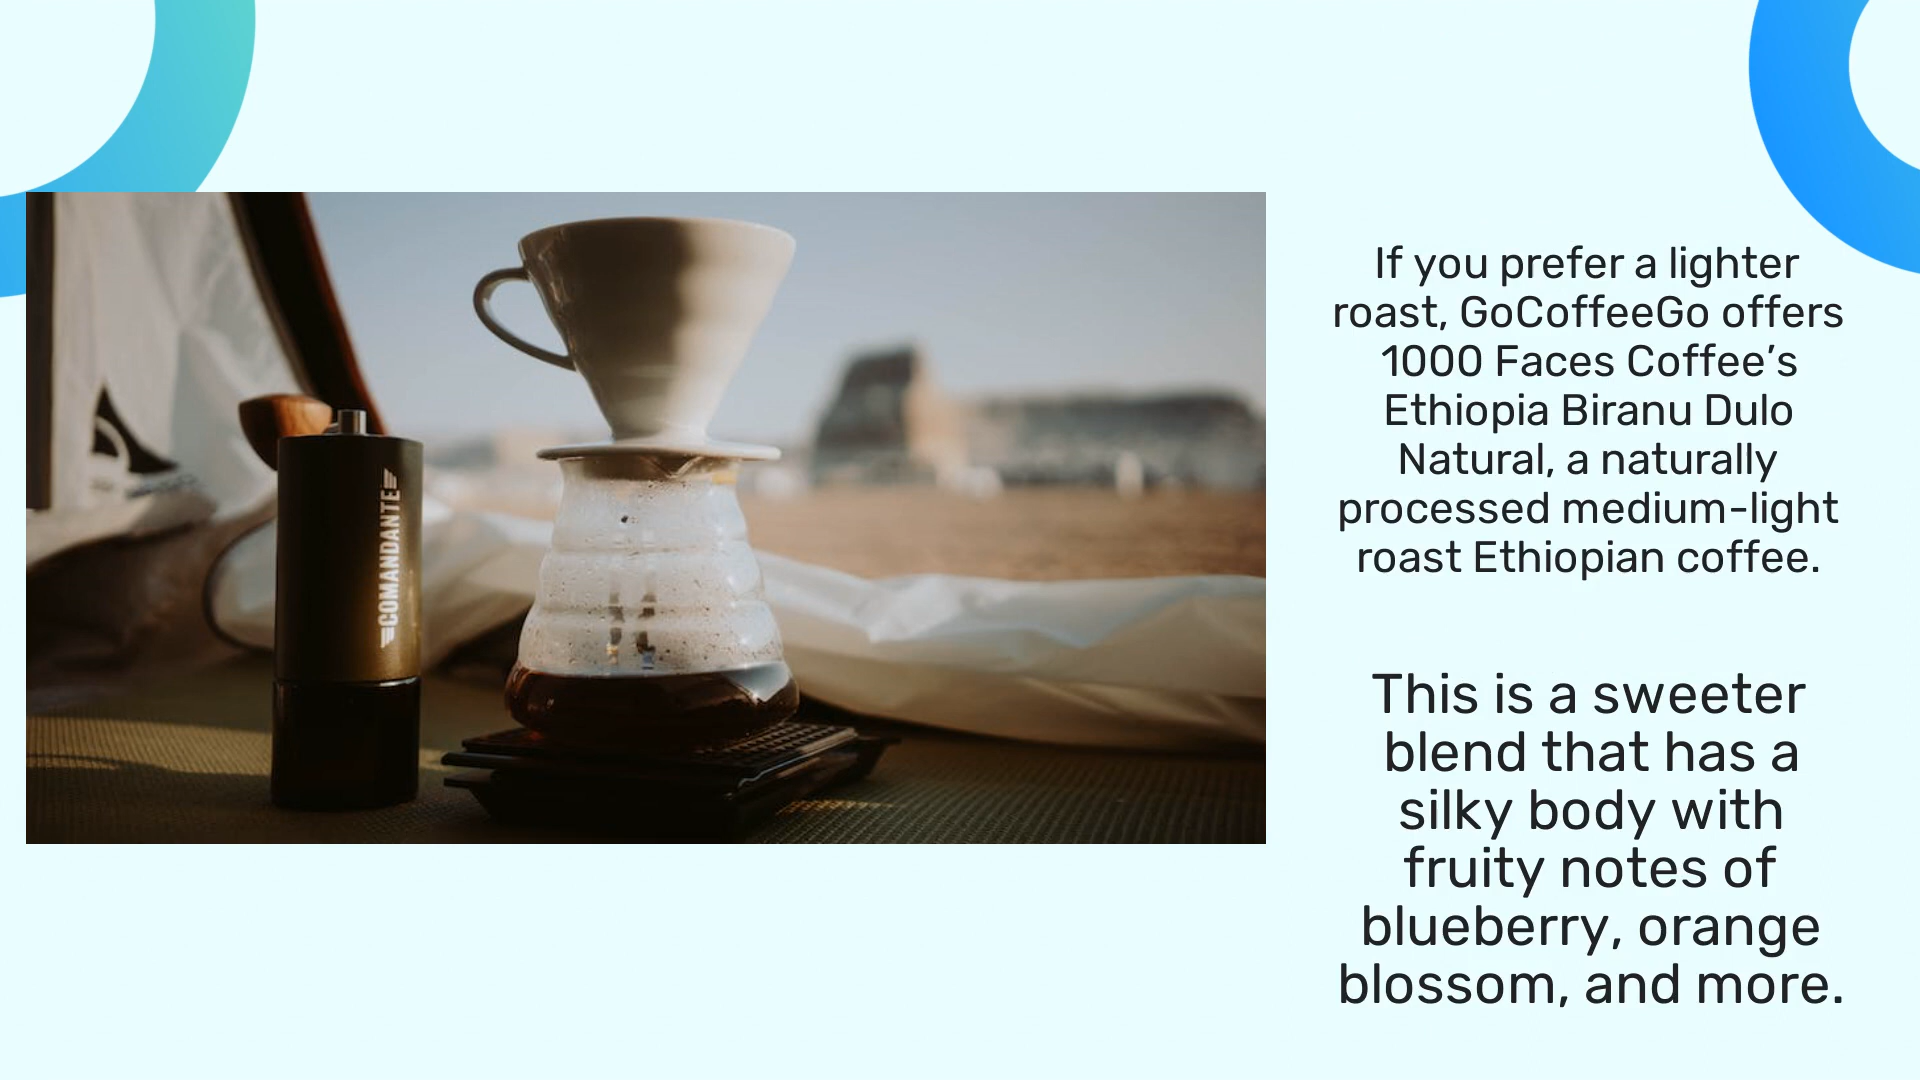 COMANDANTE
If you prefer a lighter
roast, GoCoffeeGo offers
1000 Faces Coffee’s
Ethiopia Biranu Dulo
Natural, a naturally
processed medium-light
roast Ethiopian coffee.
This is a sweeter
blend that has a
silky body with
fruity notes of
blueberry, orange
blossom, and more.